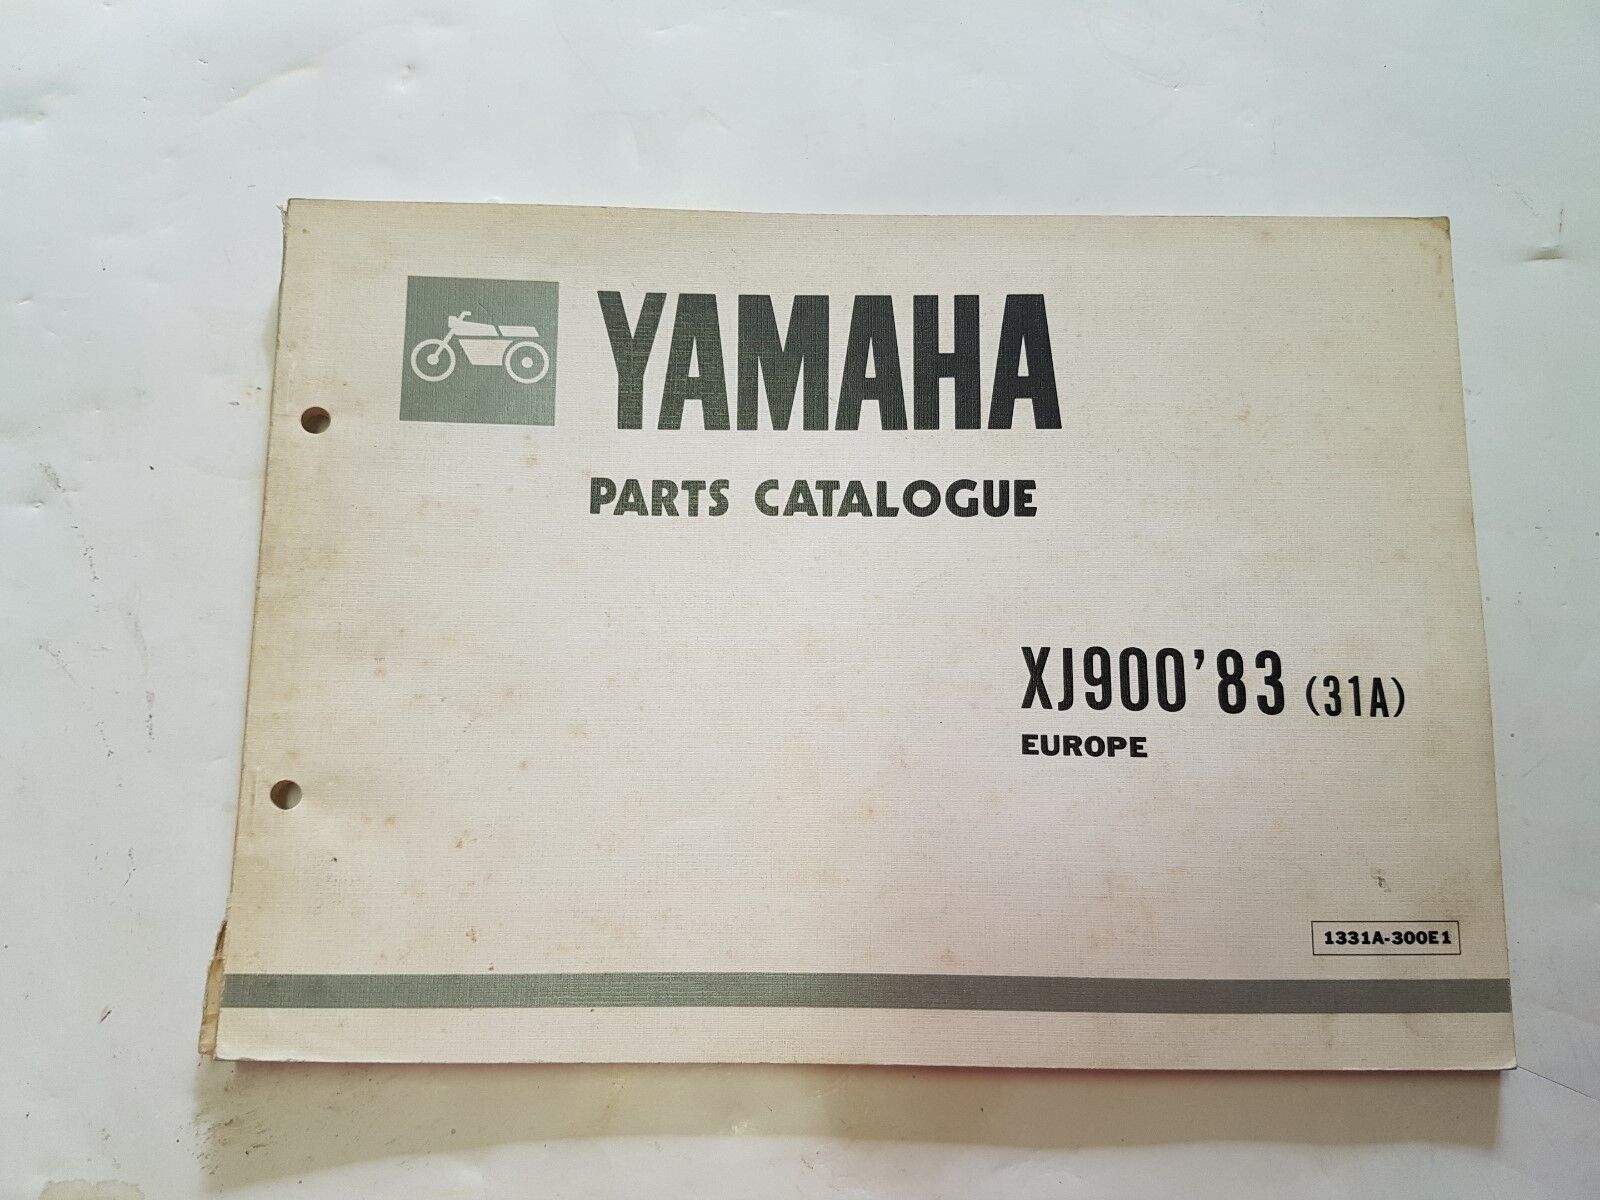 YAMAHA
PARTS CATALOGUE
XJ900'83 (31A)
EUROPE
1331A-300E1